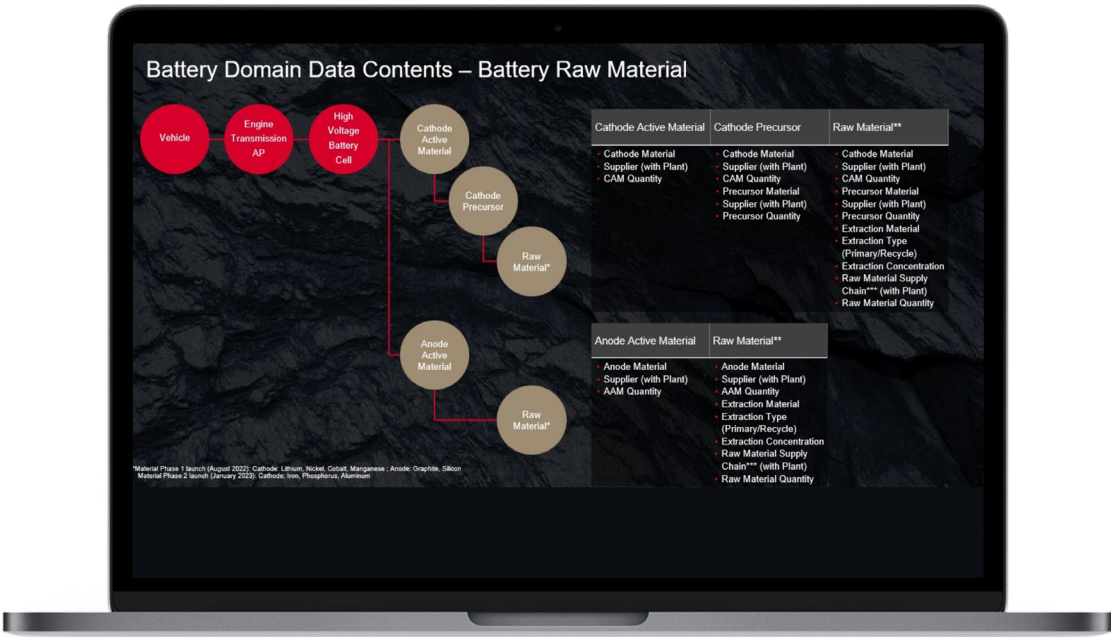 Battery Domain Data Contents – Battery Raw Material
Vehicle
Engine
Transmission
AP
High
Voltage
Battery
Cell
Cathode
Active
Material
Cathode
Precursor
Raw
Material*
Anode
Active
Material
Raw
Material*
Cathode Active Material
• Cathode Material
• Supplier (with Plant)
• CAM Quantity
Cathode Precursor
• Cathode Material
• Supplier (with Plant)
• CAM Quantity
• Precursor Material
• Supplier (with Plant)
• Precursor Quantity
Raw Material**
• Cathode Material
• Supplier (with Plant)
• CAM Quantity
• Precursor Material
• Supplier (with Plant)
• Precursor Quantity
• Extraction Material
• Extraction Type
(Primary/Recycle)
• Extraction Concentration
• Raw Material Supply
Chain*** (with Plant)
• Raw Material Quantity
Anode Active Material
• Anode Material
• Supplier (with Plant)
• AAM Quantity
Raw Material**
• Anode Material
• Supplier (with Plant)
• AAM Quantity
• Extraction Material
• Extraction Type
(Primary/Recycle)
• Extraction Concentration
• Raw Material Supply
Chain*** (with Plant)
• Raw Material Quantity
*Material Phase 1 launch (August 2022): Cathode: Lithium, Nickel, Cobalt, Manganese ; Anode: Graphite, Silicon
Material Phase 2 launch (January 2023): Cathode: Iron, Phosphorus, Aluminum